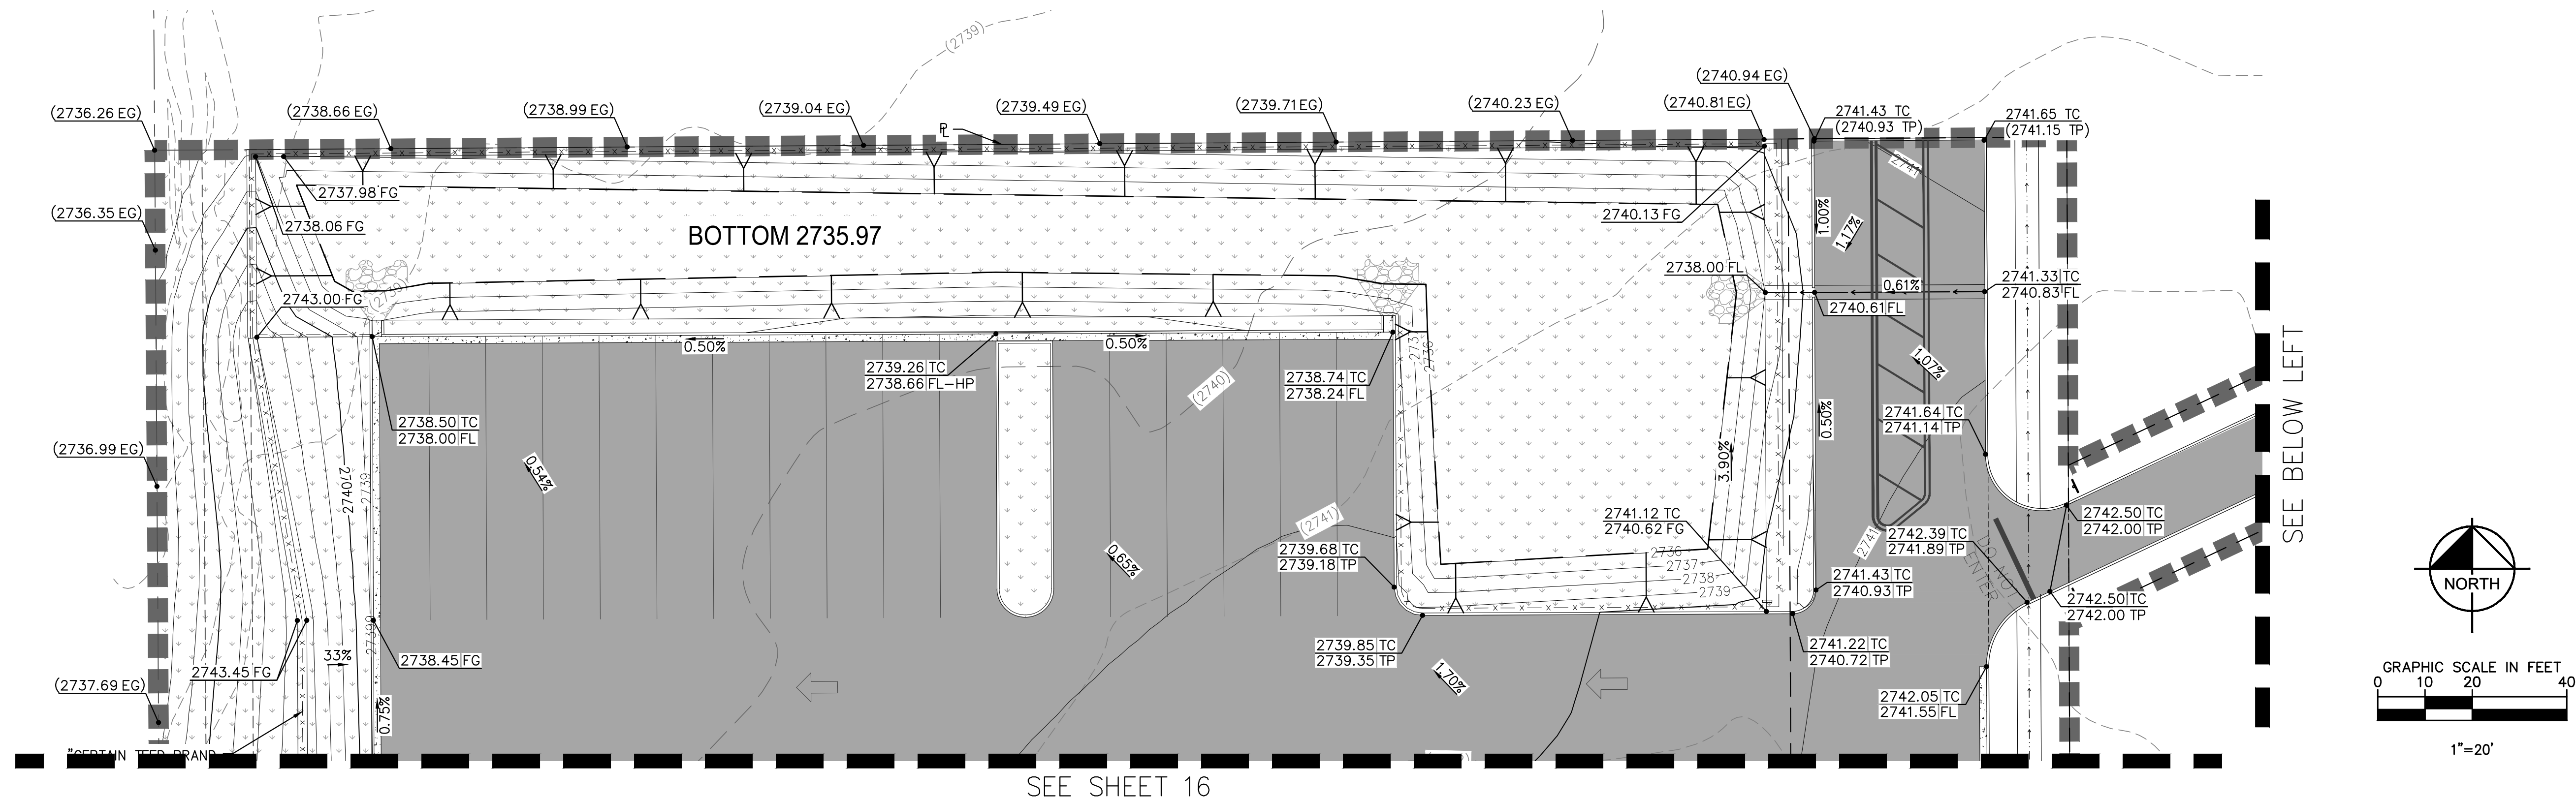 (2739)
(2740.94 EG)
(2736.26 EG)
(2738.66 EG)
(2738.99 EG)
(2739.04 EG)
(2739.49 EG)
(2739.71 EG)
(2740.23 EG)
(2740.81 EG)
2741.43 TC
(2740.93 TP)
2741.65 TC
(2741.15 TP)
PL
2741
2737.98 FG
2738.06 FG
(2736.35 EG)
BOTTOM 2735.97
2740.13 FG
1.00%
1.17%
2738.00 FL
0.61%
2741.33 TC
2740.83 FL
2740.61 FL
2743.00 FG
(2739)
0.50%
0.50%
2739.26 TC
2738.66 FL-HP
2738.74 TC
2738.24 FL
(2740)
2736
1.07%
2738.50 TC
2738.00 FL
0.50%
2741.64 TC
2741.14 TP
SEE BELOW LEFT
(2736.99 EG)
2740
2739
0.54%
3.90%
(2741)
0.65%
2741.12 TC
2740.62 FG
2741
2742.39 TC
2741.89 TP
2742.50 TC
2742.00 TP
DO NOT
ENTER
2739.68 TC
2739.18 TP
2736
2737
2738
2739
2741.43 TC
2740.93 TP
2742.50 TC
2742.00 TP
NORTH
2739
2738.45 FG
33%
2743.45 FG
2739.85 TC
2739.35 TP
2741.22 TC
2740.72 TP
1.70%
(2737.69 EG)
0.75%
2742.05 TC
2741.55 FL
GRAPHIC SCALE IN FEET
0 10 20 40
1"=20'
"CERTAIN TEED BRAND
SEE SHEET 16